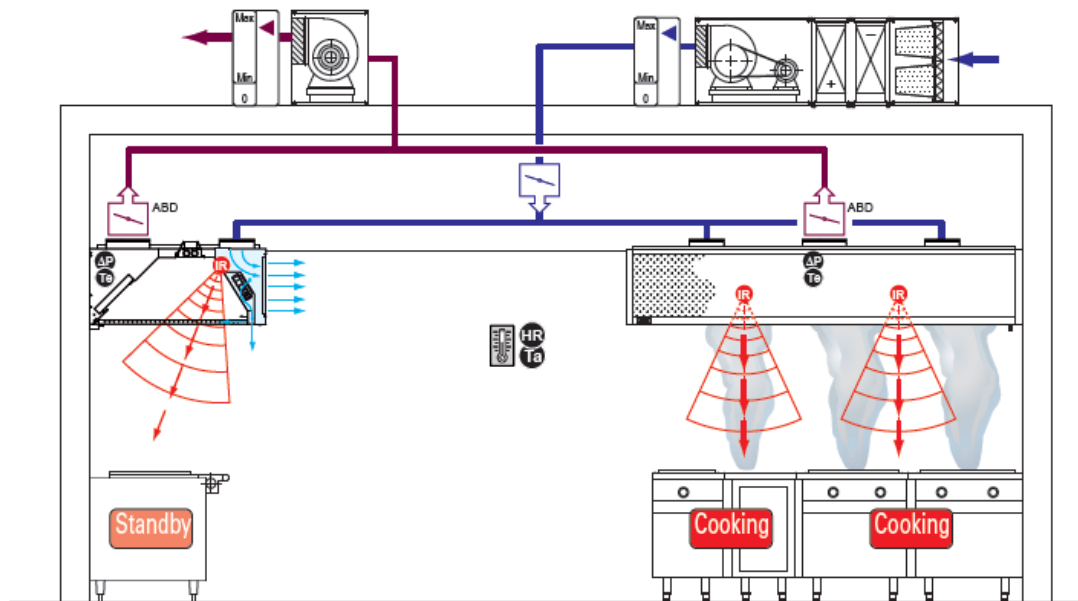 Max
Min
0
Max
Min
0
+
−
ABD
ABD
ΔP
Te
IR
ΔP
Te
IR
IR
HR
Ta
Standby
Cooking
Cooking